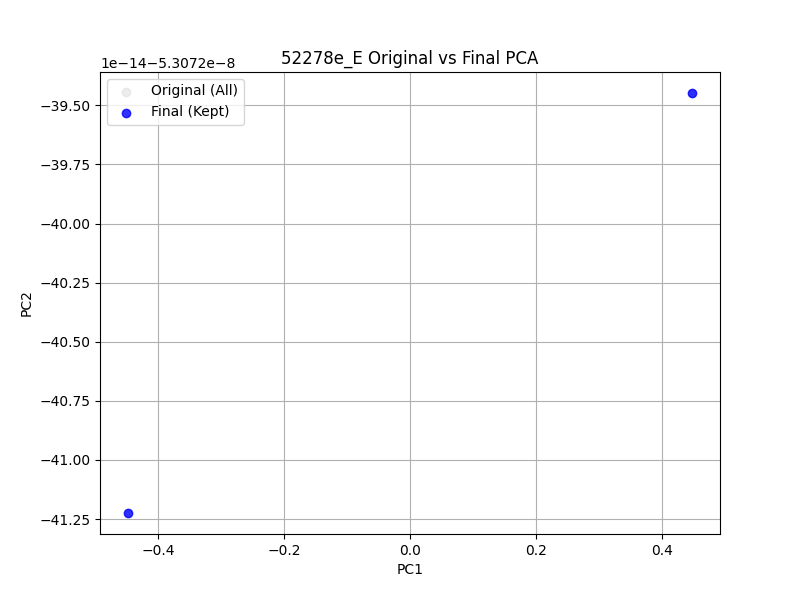 52278e_E Original vs Final PCA
1e−14−5.3072e−8
Original (All)
Final (Kept)
−39.50
−39.75
−40.00
−40.25
−40.50
−40.75
−41.00
−41.25
PC2
−0.4
−0.2
0.0
0.2
0.4
PC1